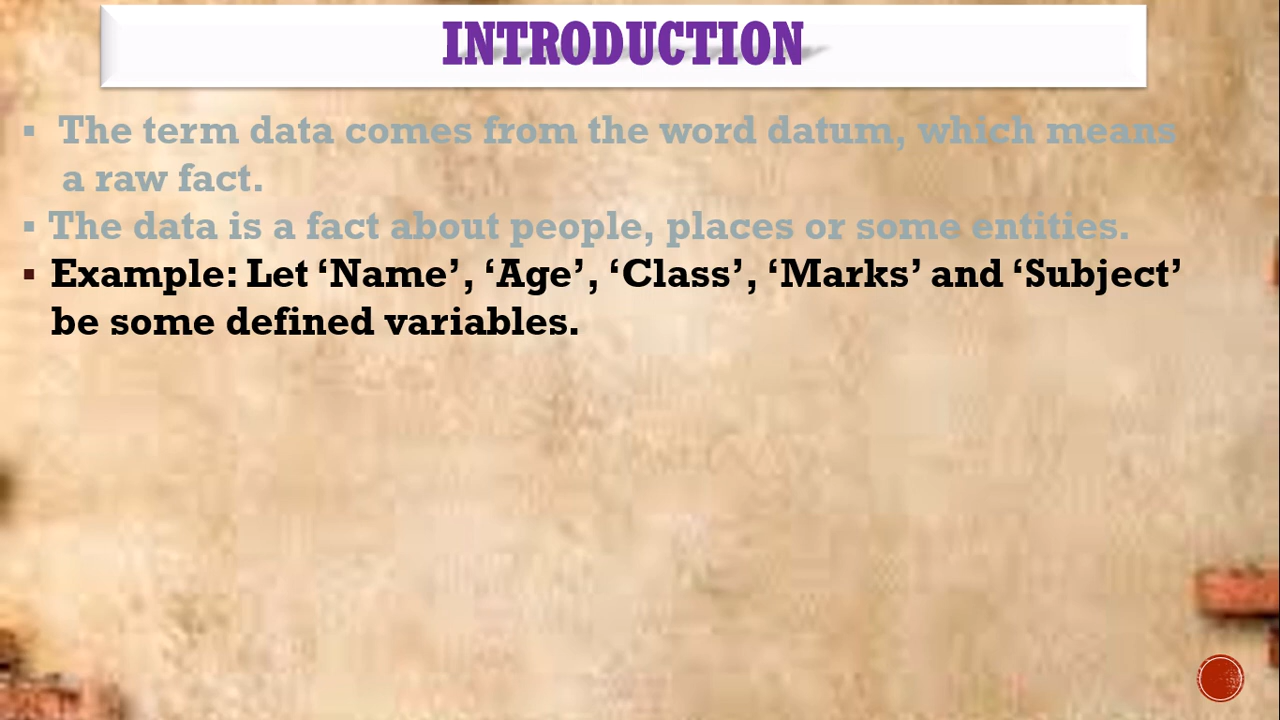 INTRODUCTION
▪ The term data comes from the word datum, which means
a raw fact.
▪ The data is a fact about people, places or some entities.
▪ Example: Let ‘Name’, ‘Age’, ‘Class’, ‘Marks’ and ‘Subject’
be some defined variables.